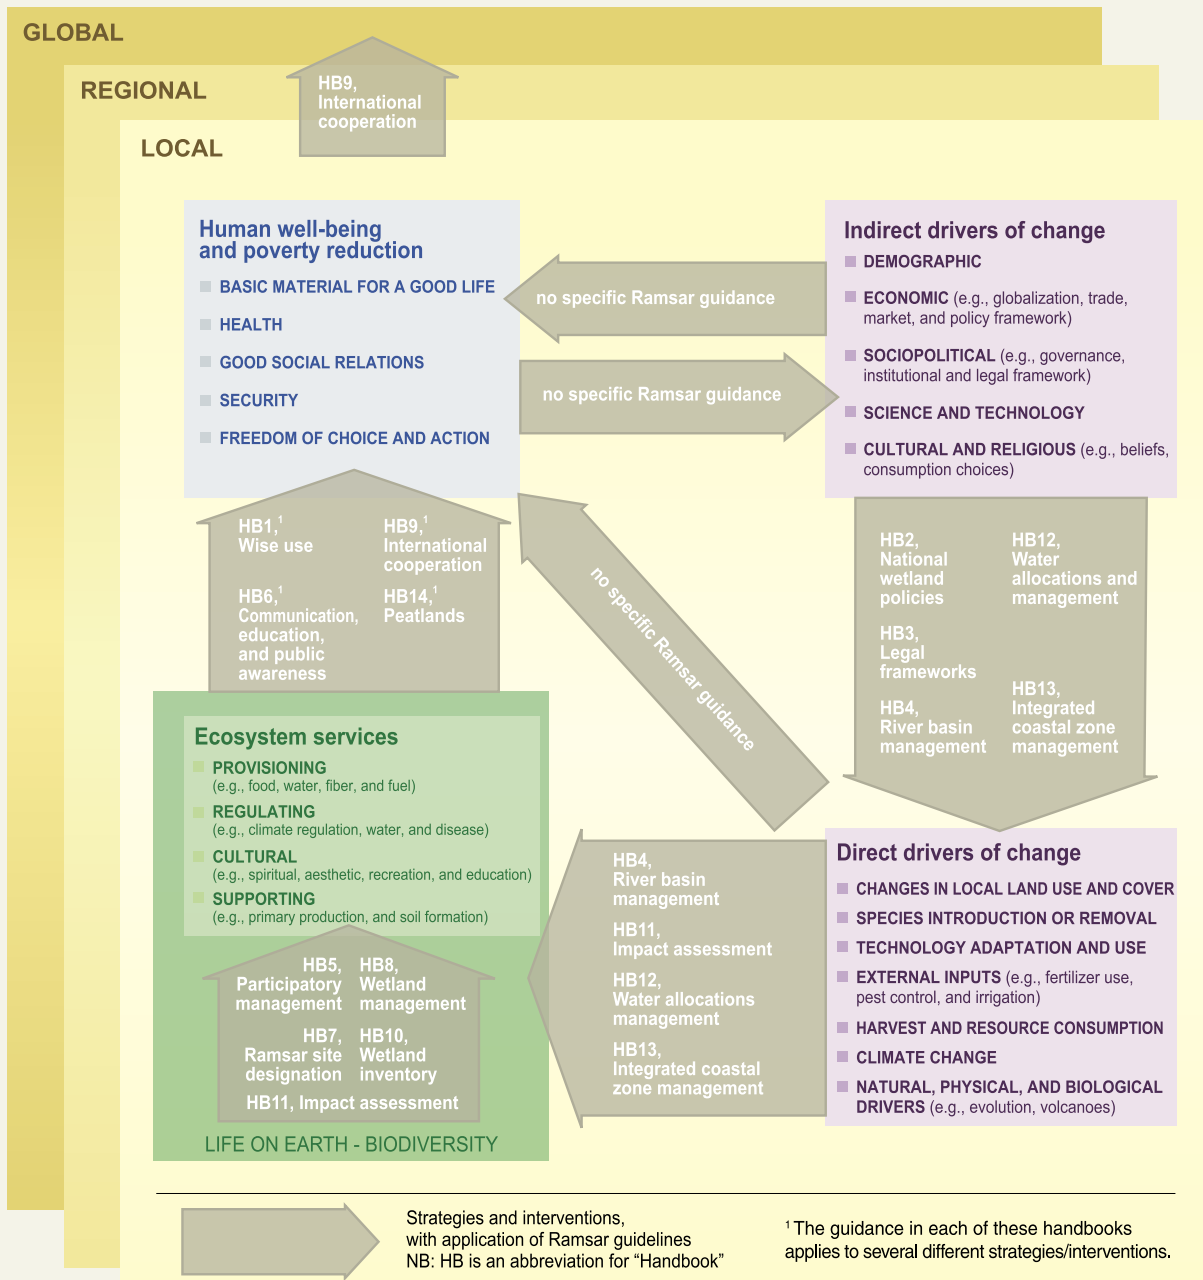 GLOBAL
REGIONAL
LOCAL
HB9,
International
cooperation
Human well-being
and poverty reduction
BASIC MATERIAL FOR A GOOD LIFE
HEALTH
GOOD SOCIAL RELATIONS
SECURITY
FREEDOM OF CHOICE AND ACTION
no specific Ramsar guidance
no specific Ramsar guidance
Indirect drivers of change
DEMOGRAPHIC
ECONOMIC (e.g., globalization, trade,
market, and policy framework)
SOCIOPOLITICAL (e.g., governance,
institutional and legal framework)
SCIENCE AND TECHNOLOGY
CULTURAL AND RELIGIOUS (e.g., beliefs,
consumption choices)
HB1,¹
Wise use
HB6,¹
Communication,
education,
and public
awareness
HB9,¹
International
cooperation
HB14,¹
Peatlands
no specific Ramsar guidance
HB2,
National
wetland
policies
HB3,
Legal
frameworks
HB4,
River basin
management
HB12,
Water
allocations and
management
HB13,
Integrated
coastal zone
management
Ecosystem services
PROVISIONING
(e.g., food, water, fiber, and fuel)
REGULATING
(e.g., climate regulation, water, and disease)
CULTURAL
(e.g., spiritual, aesthetic, recreation, and education)
SUPPORTING
(e.g., primary production, and soil formation)
HB5,
Participatory
management
HB8,
Wetland
management
HB7,
Ramsar site
designation
HB10,
Wetland
inventory
HB11, Impact assessment
LIFE ON EARTH - BIODIVERSITY
HB4,
River basin
management
HB11,
Impact assessment
HB12,
Water allocations
management
HB13,
Integrated coastal
zone management
Direct drivers of change
CHANGES IN LOCAL LAND USE AND COVER
SPECIES INTRODUCTION OR REMOVAL
TECHNOLOGY ADAPTATION AND USE
EXTERNAL INPUTS (e.g., fertilizer use,
pest control, and irrigation)
HARVEST AND RESOURCE CONSUMPTION
CLIMATE CHANGE
NATURAL, PHYSICAL, AND BIOLOGICAL
DRIVERS (e.g., evolution, volcanoes)
Strategies and interventions,
with application of Ramsar guidelines
NB: HB is an abbreviation for “Handbook”
¹ The guidance in each of these handbooks
applies to several different strategies/interventions.